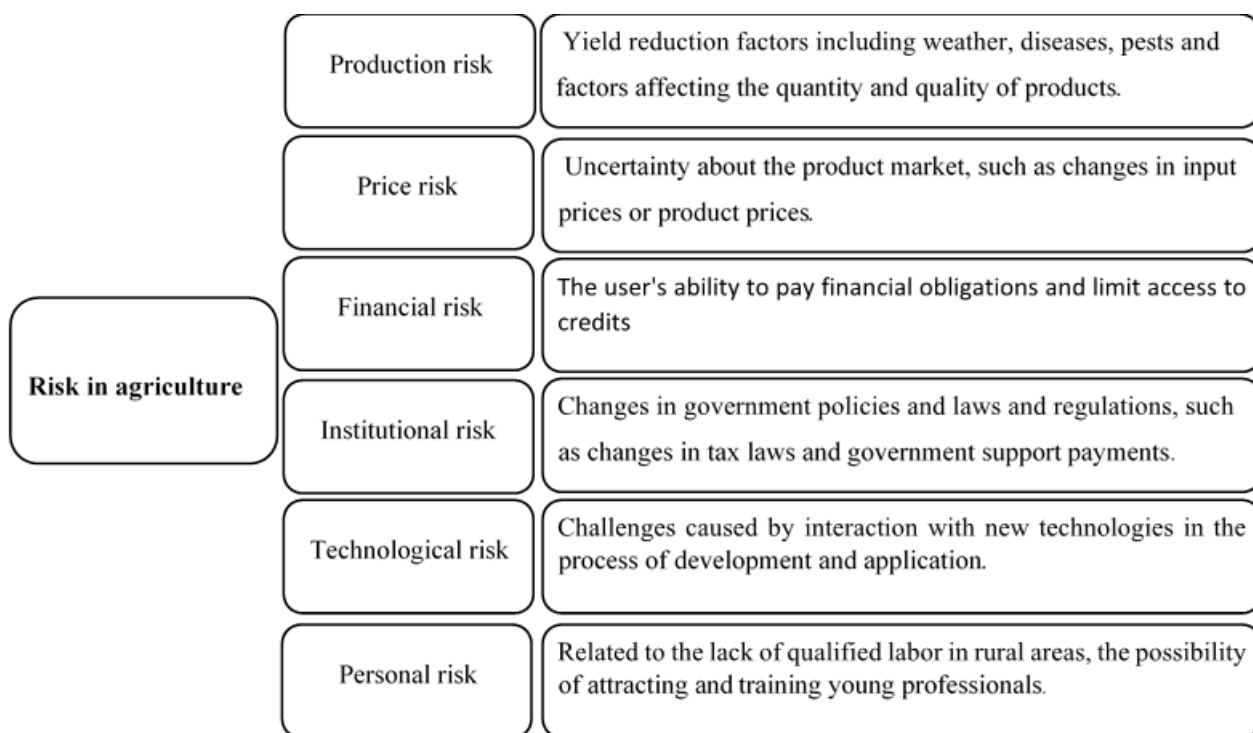 Production risk
Yield reduction factors including weather, diseases, pests and
factors affecting the quantity and quality of products.
Price risk
Uncertainty about the product market, such as changes in input
prices or product prices.
Financial risk
The user's ability to pay financial obligations and limit access to
credits
Risk in agriculture
Institutional risk
Changes in government policies and laws and regulations, such
as changes in tax laws and government support payments.
Technological risk
Challenges caused by interaction with new technologies in the
process of development and application.
Personal risk
Related to the lack of qualified labor in rural areas, the possibility
of attracting and training young professionals.